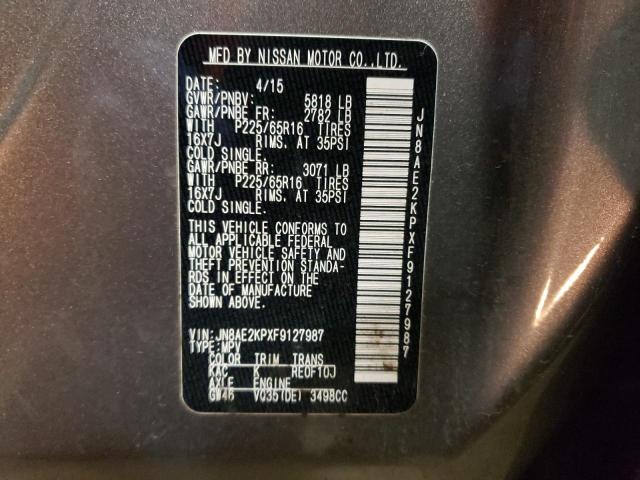 MFD BY NISSAN MOTOR CO.,LTD.
DATE: 4/15
GVWR/PNBV: 5818 LB
GAWR/PNBE FR: 2782 LB
WITH P225/65R16 TIRES
16X7J RIMS. AT 35PSI
COLD SINGLE.
GAWR/PNBE RR: 3071 LB
WITH P225/65R16 TIRES
16X7J RIMS. AT 35PSI
COLD SINGLE.
THIS VEHICLE CONFORMS TO
ALL APPLICABLE FEDERAL
MOTOR VEHICLE SAFETY AND
THEFT PREVENTION STANDA-
RDS IN EFFECT ON THE
DATE OF MANUFACTURE
SHOWN ABOVE.
VIN:JN8AE2KPXF9127987
TYPE:MPV
COLOR TRIM TRANS
KAC K RE0F10J
AXLE ENGINE
GW46 VQ35(DE) 3498CC
JN8AE2KPXF9127987